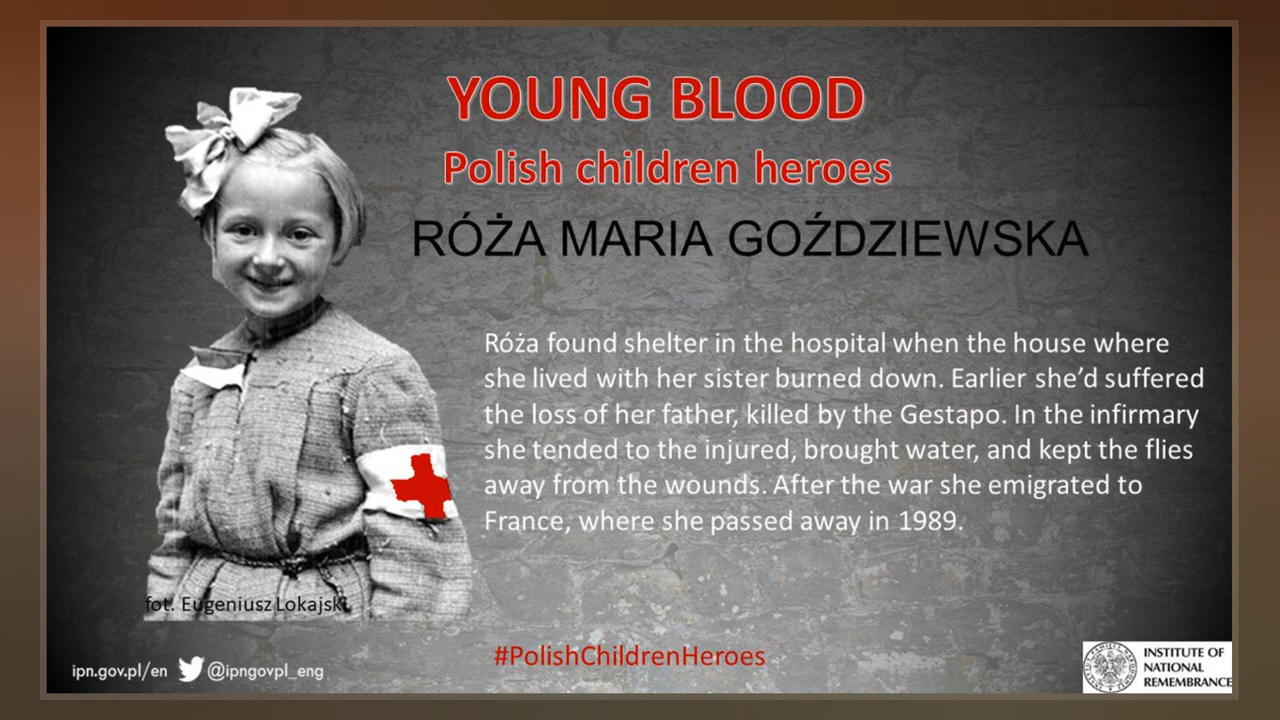 YOUNG BLOOD
Polish children heroes
RÓŻA MARIA GOŹDZIEWSKA
Róża found shelter in the hospital when the house where
she lived with her sister burned down. Earlier she’d suffered
the loss of her father, killed by the Gestapo. In the infirmary
she tended to the injured, brought water, and kept the flies
away from the wounds. After the war she emigrated to
France, where she passed away in 1989.
fot. Eugeniusz Lokajski
#PolishChildrenHeroes
ipn.gov.pl/en @ipngovpl_eng
INSTITUTE OF
NATIONAL
REMEMBRANCE